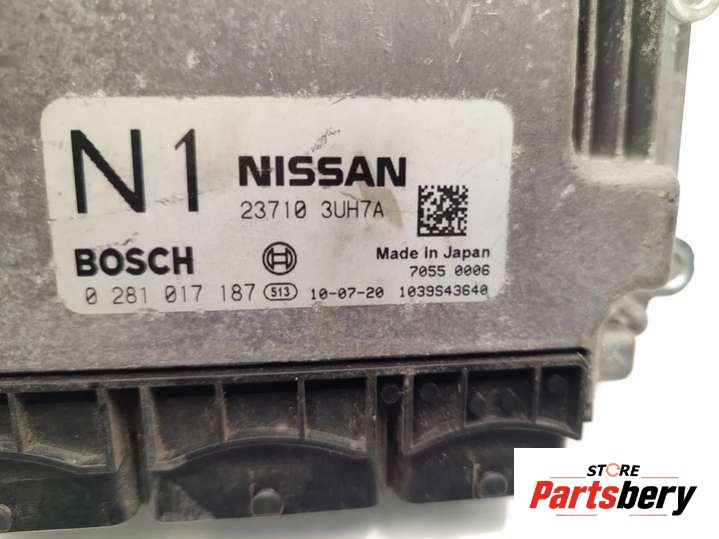 N1
NISSAN
23710 3UH7A
BOSCH
Made in Japan
7055 0006
0 281 017 187 513 10-07-20 1039S43640
STORE
Partsbery